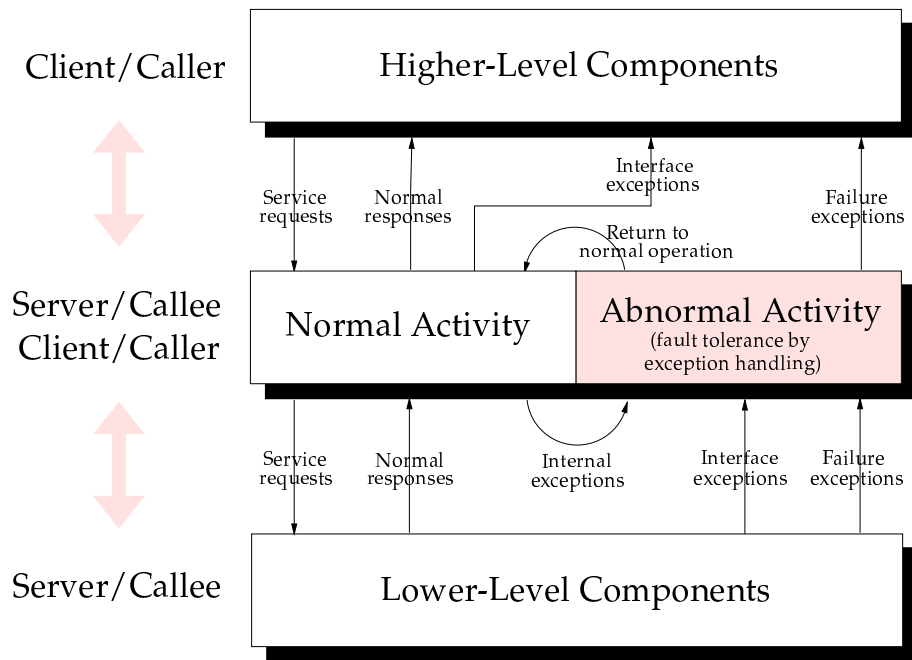 Client/Caller
Higher-Level Components
Service
requests
Normal
responses
Interface
exceptions
Failure
exceptions
Return to
normal operation
Server/Callee
Client/Caller
Normal Activity
Abnormal Activity
(fault tolerance by
exception handling)
Service
requests
Normal
responses
Internal
exceptions
Interface
exceptions
Failure
exceptions
Server/Callee
Lower-Level Components